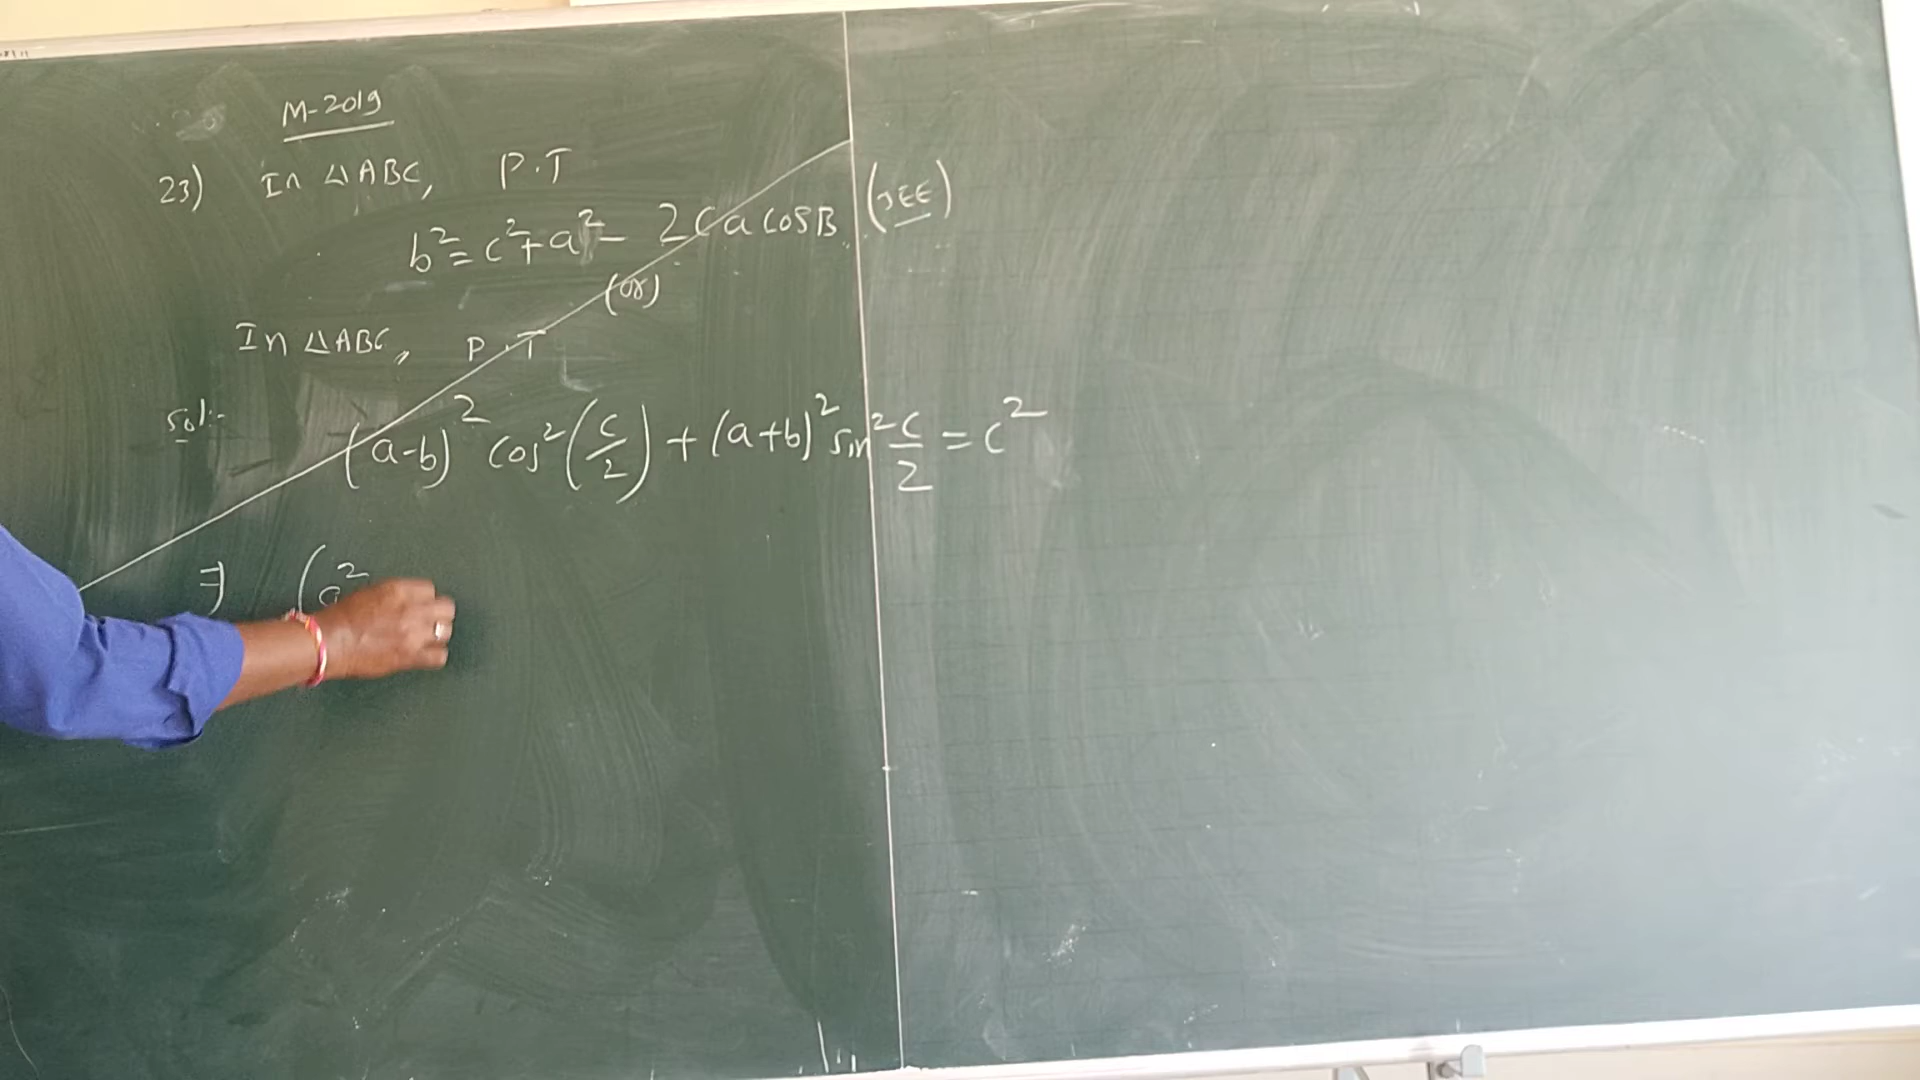 M-2019
23) In △ABC, P.T
b² = c² + a² - 2ca cosB (JEE)
(or)
In △ABC, P.T
Sol:-
(a-b)² cos²(c/2) + (a+b)² sin² c/2 = c²
⇒ (a²